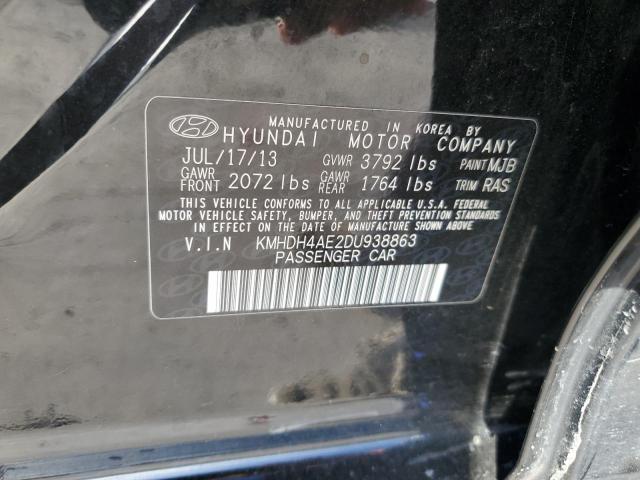 MANUFACTURED IN KOREA BY
HYUNDAI MOTOR COMPANY
JUL/17/13 GVWR 3792 lbs PAINT MJB
GAWR FRONT 2072 lbs GAWR REAR 1764 lbs TRIM RAS
THIS VEHICLE CONFORMS TO ALL APPLICABLE FEDERAL
MOTOR VEHICLE SAFETY, BUMPER, AND THEFT PREVENTION STANDARDS
IN EFFECT ON THE DATE OF MANUFACTURE SHOWN ABOVE.
V.I.N KMHDH4AE2DU938863
PASSENGER CAR